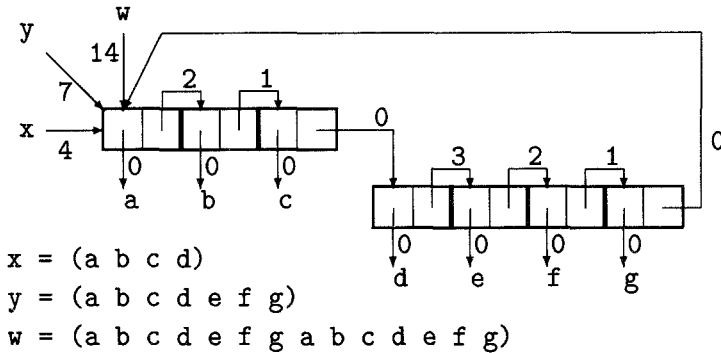 w
y
14
2
1
7
x
4
0
0
0
0
0
a
b
c
3
2
1
0
0
0
0
d
e
f
g
x = (a b c d)
y = (a b c d e f g)
w = (a b c d e f g a b c d e f g)